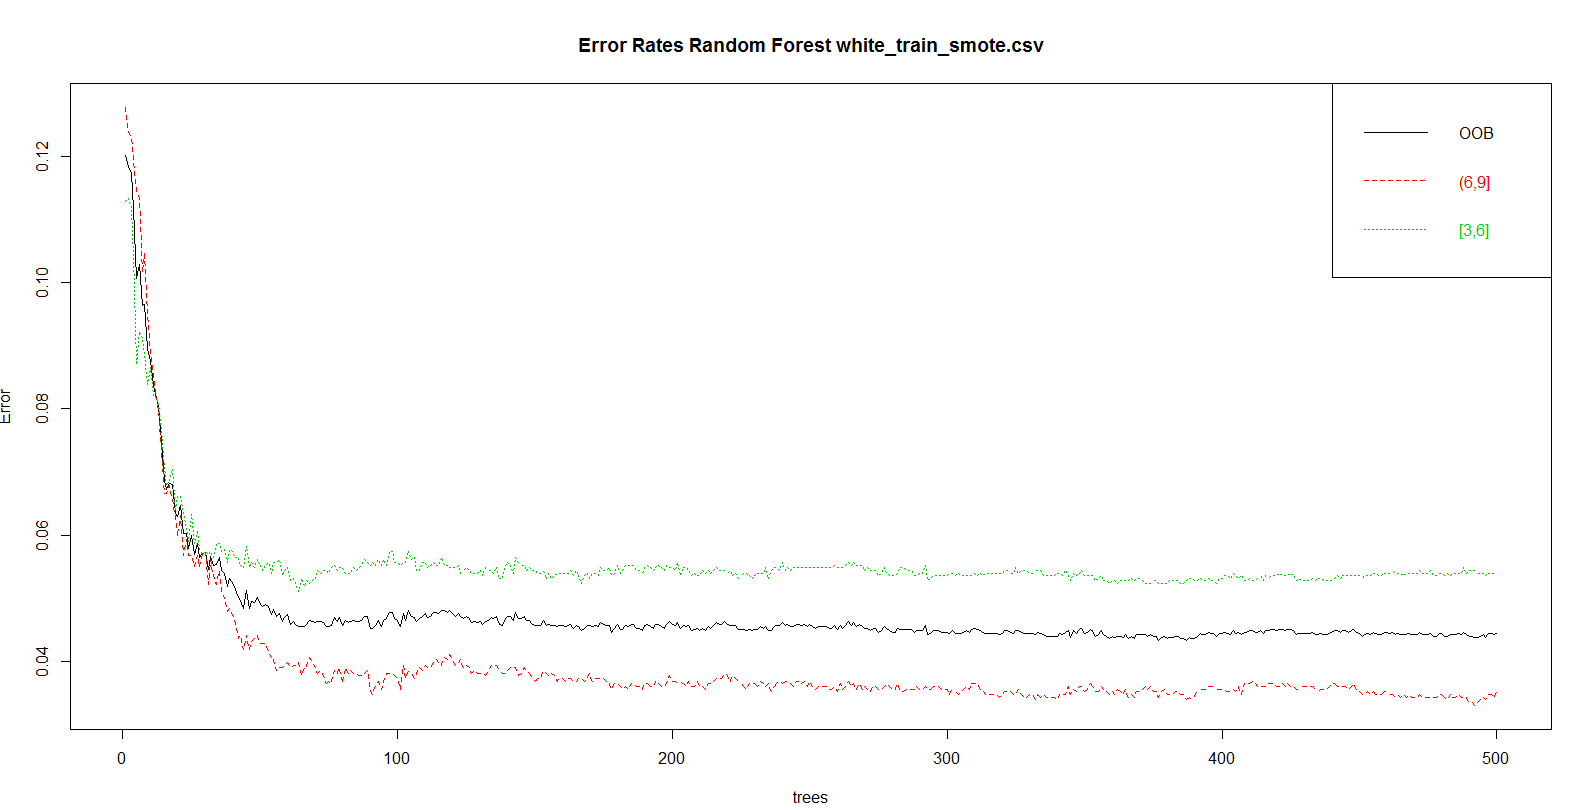 Error Rates Random Forest white_train_smote.csv
OOB
(6,9]
[3,6]
0.12
0.10
0.08
0.06
0.04
Error
0 100 200 300 400 500
trees